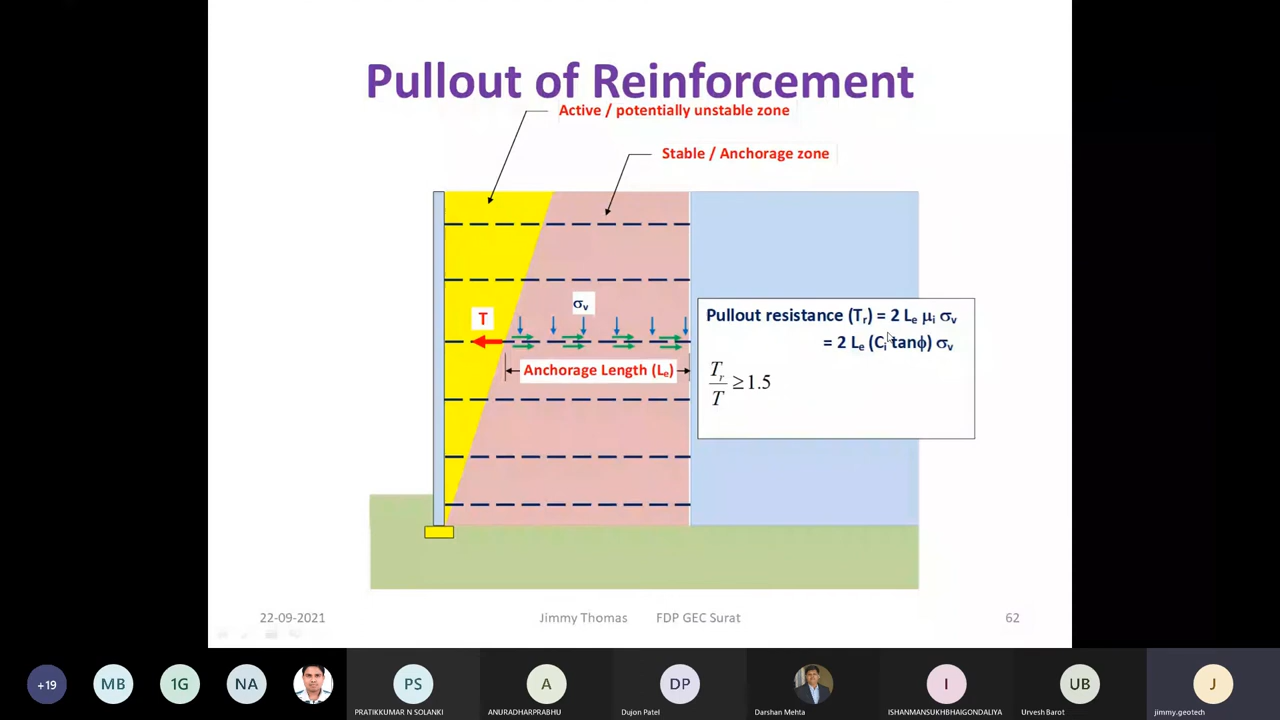 Pullout of Reinforcement
Active / potentially unstable zone
Stable / Anchorage zone
σv
T
Anchorage Length (Le)
Pullout resistance (Tr) = 2 Le μi σv
= 2 Le (Ci tanϕ) σv
Tr/T ≥ 1.5
22-09-2021
Jimmy Thomas
FDP GEC Surat
62
+19
MB
1G
NA
PS
A
DP
I
UB
J
PRATIKKUMAR N SOLANKI
ANURADHARPRABHU
Dujon Patel
Darshan Mehta
ISHANMANSUKHBHAIGONDALIYA
Urvesh Barot
jimmy.geotech